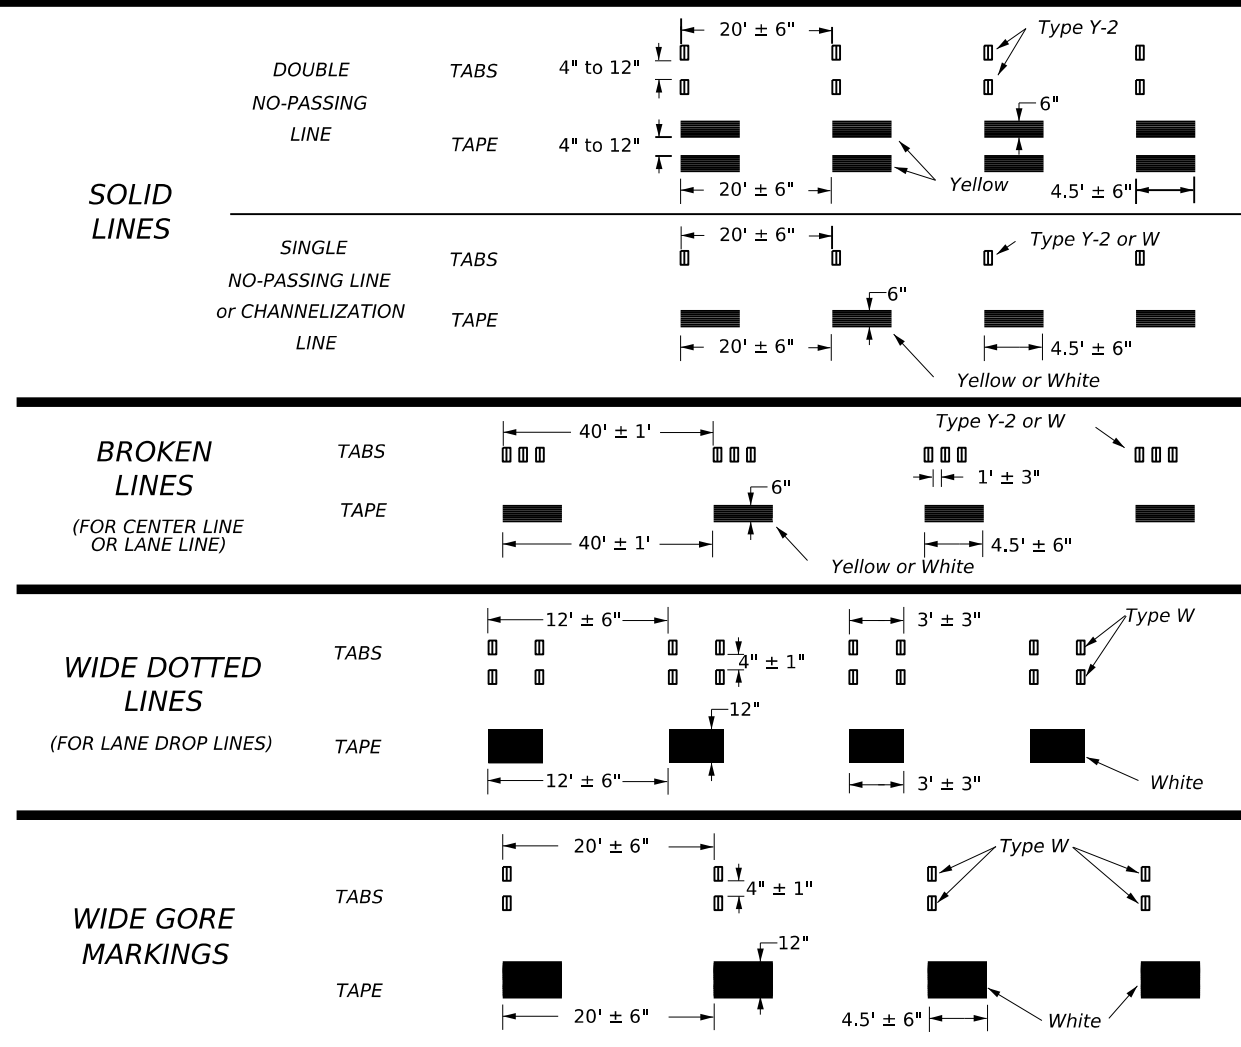 SOLID
LINES
DOUBLE
NO-PASSING
LINE
TABS
20' ± 6"
Type Y-2
4" to 12"
TAPE
6"
4" to 12"
Yellow
20' ± 6"
4.5' ± 6"
SINGLE
NO-PASSING LINE
or CHANNELIZATION
LINE
TABS
20' ± 6"
Type Y-2 or W
TAPE
6"
20' ± 6"
4.5' ± 6"
Yellow or White
BROKEN
LINES
(FOR CENTER LINE
OR LANE LINE)
TABS
40' ± 1'
Type Y-2 or W
1' ± 3"
TAPE
6"
40' ± 1'
4.5' ± 6"
Yellow or White
WIDE DOTTED
LINES
(FOR LANE DROP LINES)
TABS
12' ± 6"
3' ± 3"
Type W
4" ± 1"
TAPE
12"
12' ± 6"
3' ± 3"
White
WIDE GORE
MARKINGS
TABS
20' ± 6"
Type W
4" ± 1"
TAPE
12"
20' ± 6"
4.5' ± 6"
White